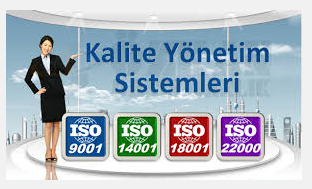 Kalite Yönetim
Sistemleri
ISO ISO ISO ISO
9001 14001 18001 22000